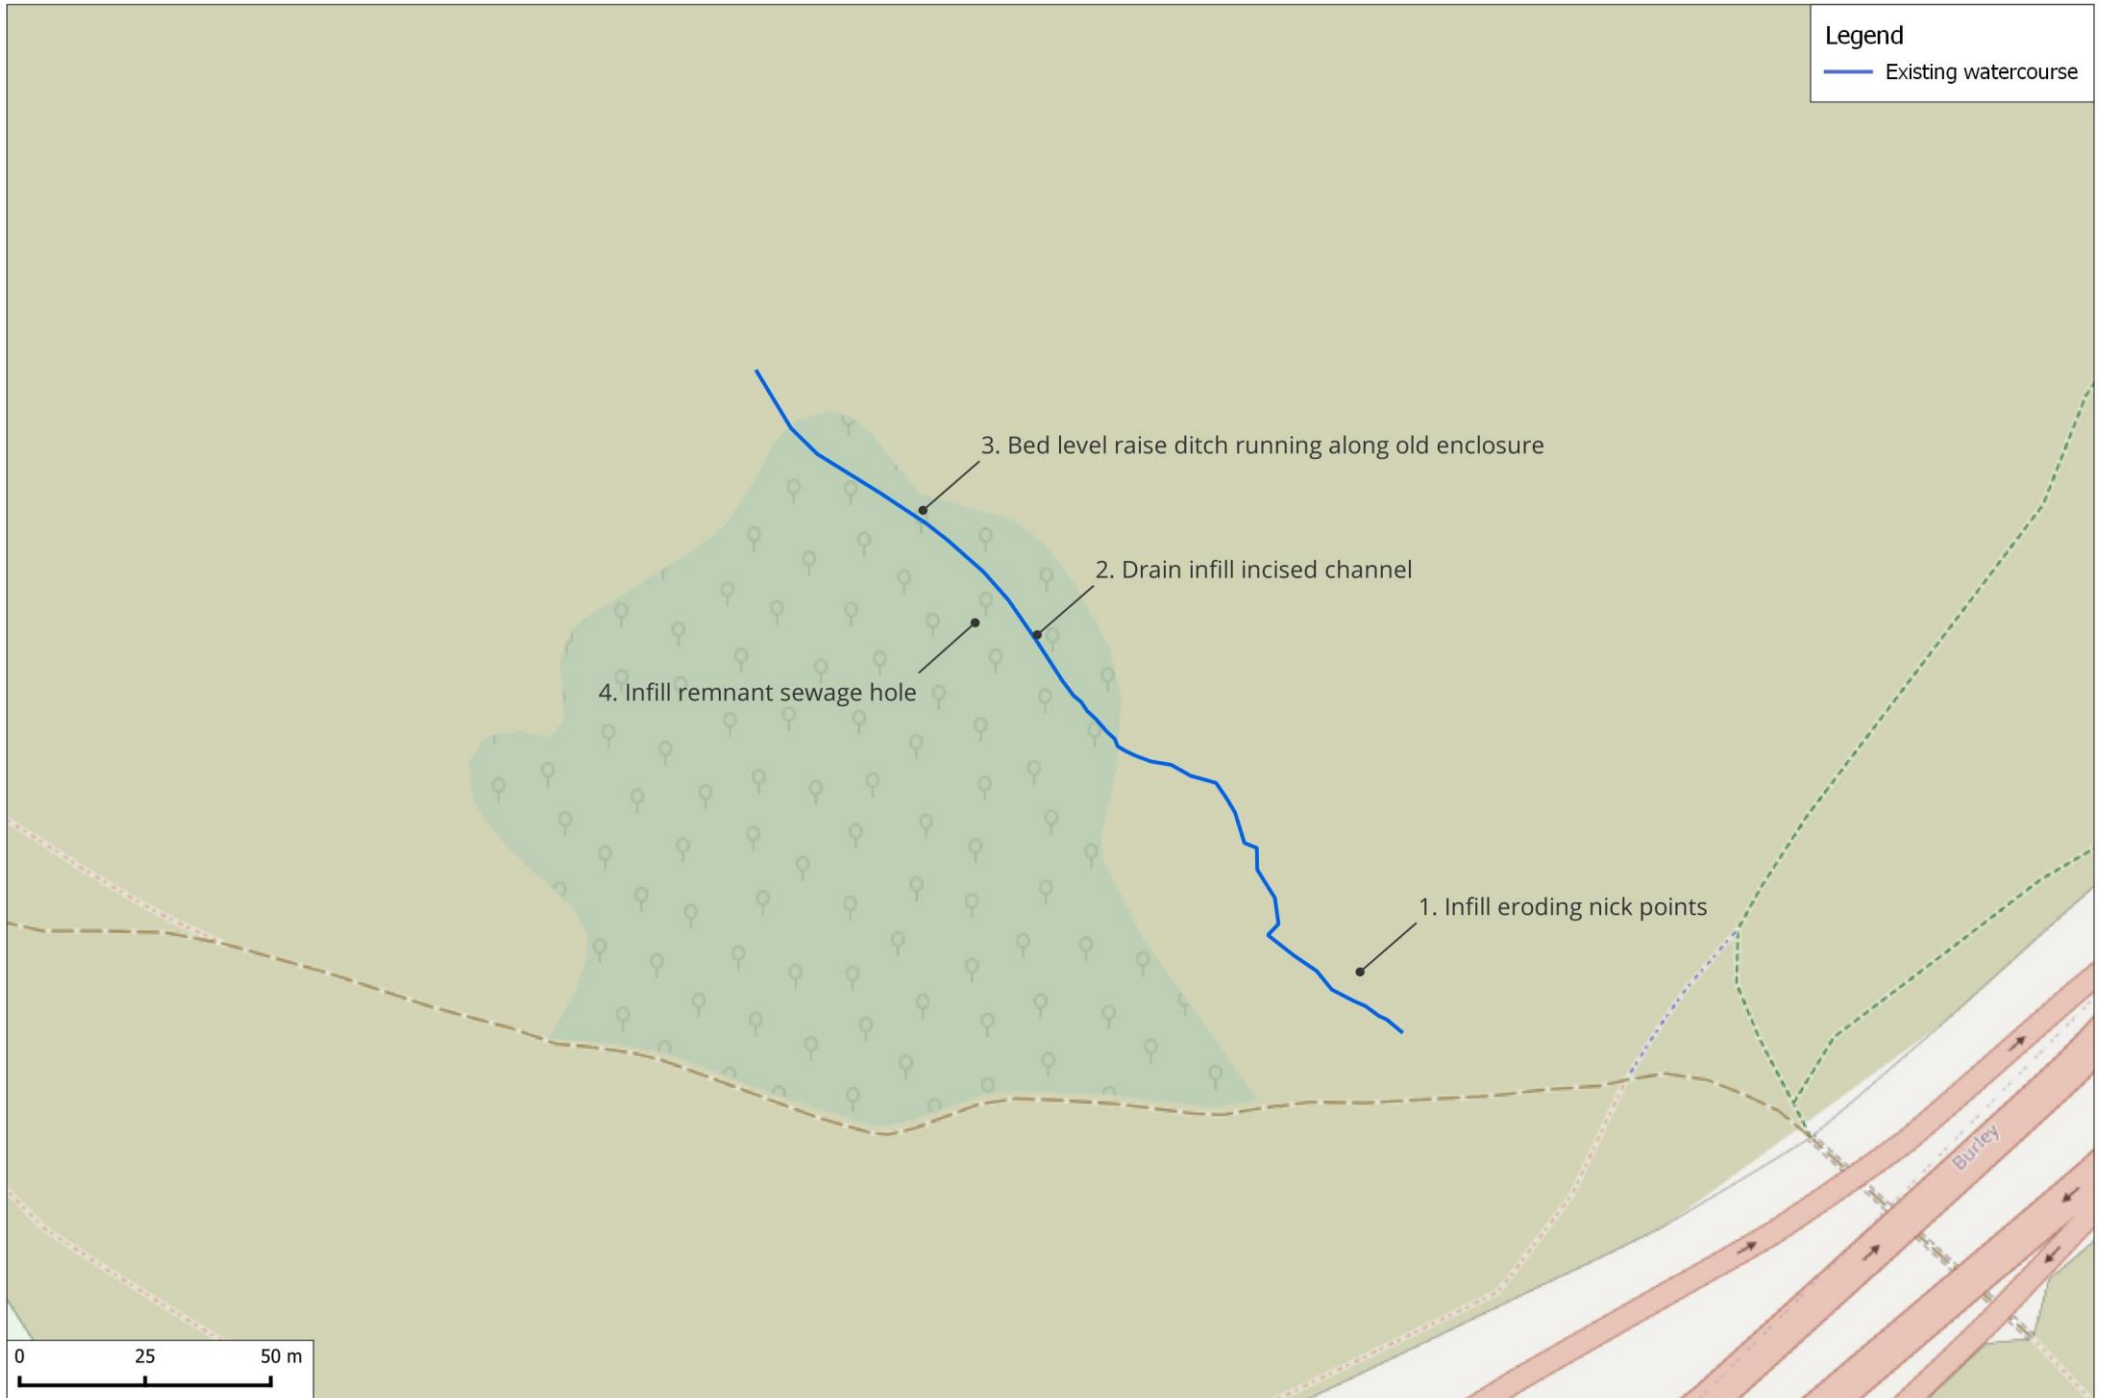 Legend
Existing watercourse
3. Bed level raise ditch running along old enclosure
2. Drain infill incised channel
4. Infill remnant sewage hole
1. Infill eroding nick points
Burley
0 25 50 m